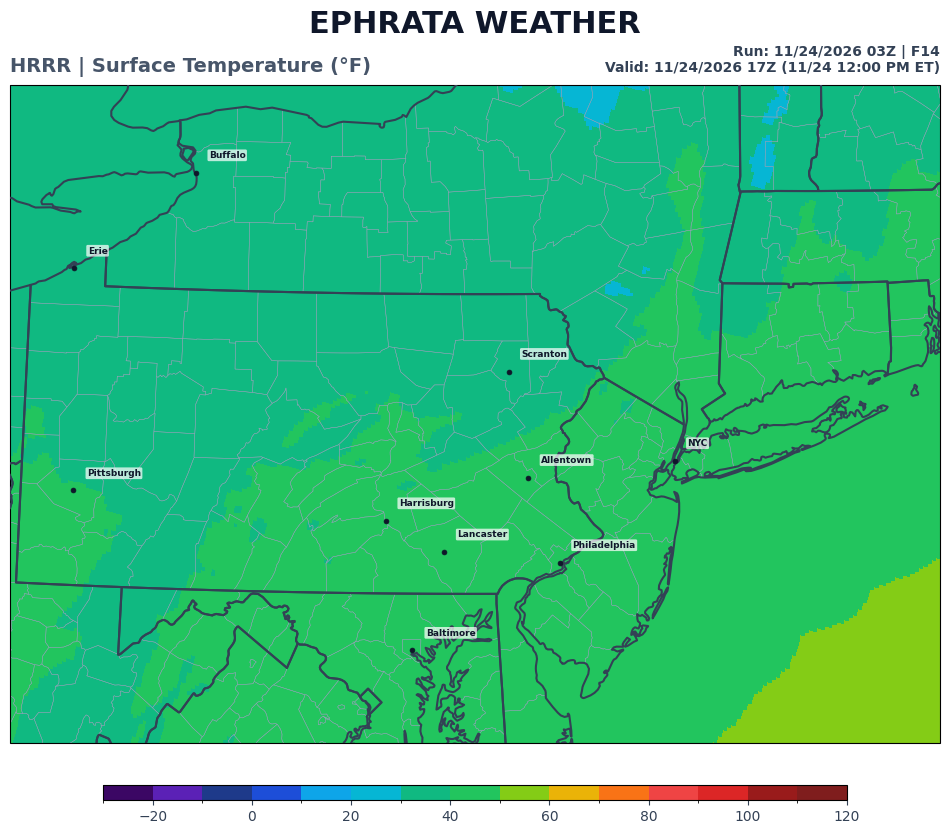 EPHRATA WEATHER
HRRR | Surface Temperature (°F)
Run: 11/24/2026 03Z | F14
Valid: 11/24/2026 17Z (11/24 12:00 PM ET)
Buffalo
Erie
Scranton
NYC
Allentown
Pittsburgh
Harrisburg
Lancaster
Philadelphia
Baltimore
−20 0 20 40 60 80 100 120